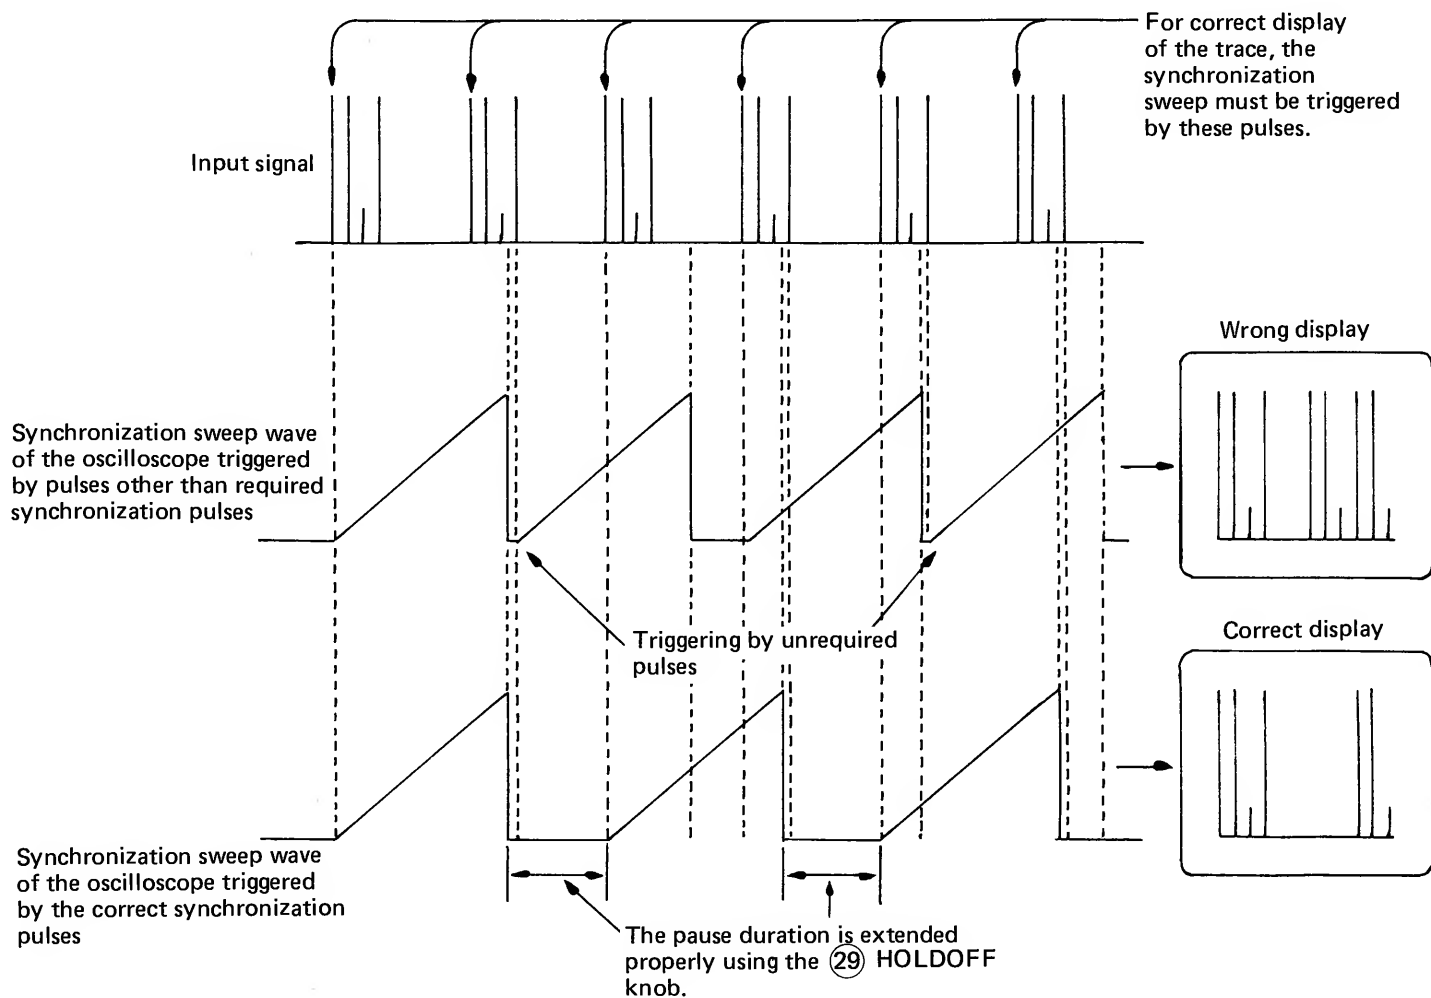 For correct display
of the trace, the
synchronization
sweep must be triggered
by these pulses.
Input signal
Wrong display
Synchronization sweep wave
of the oscilloscope triggered
by pulses other than required
synchronization pulses
Triggering by unrequired
pulses
Correct display
Synchronization sweep wave
of the oscilloscope triggered
by the correct synchronization
pulses
The pause duration is extended
properly using the 29 HOLDOFF
knob.